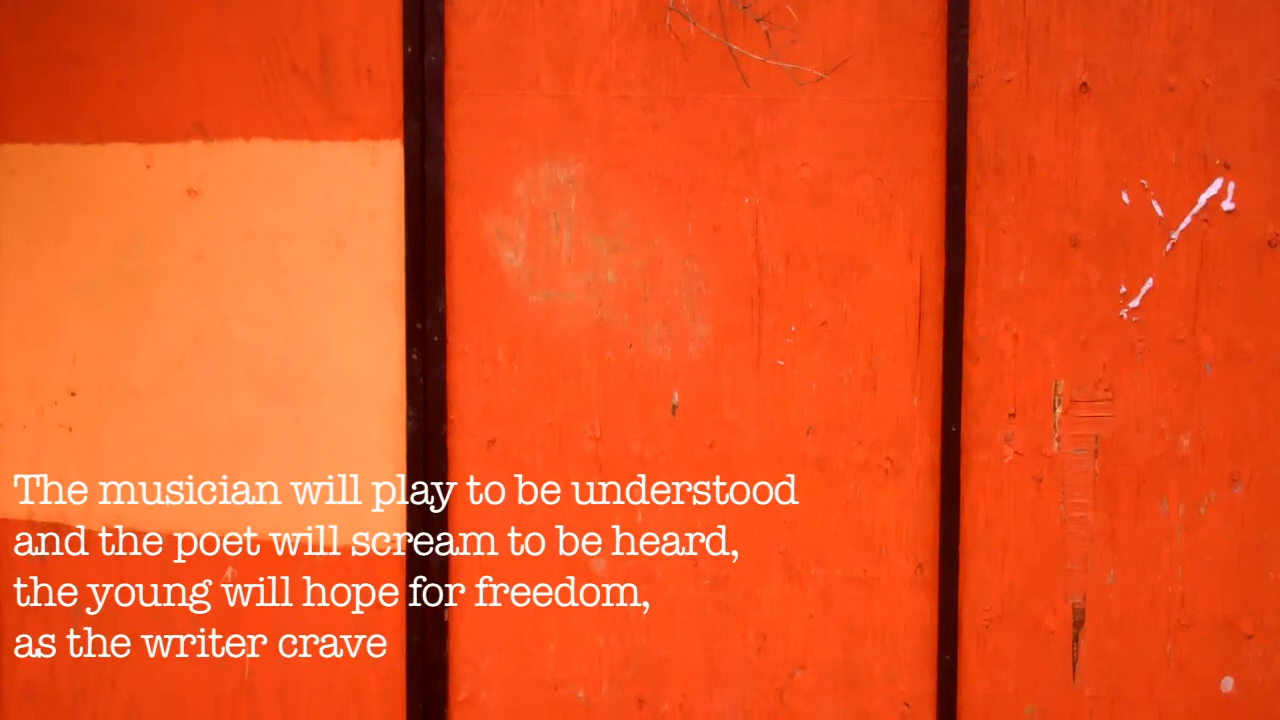 The musician will play to be understood
and the poet will scream to be heard,
the young will hope for freedom,
as the writer crave